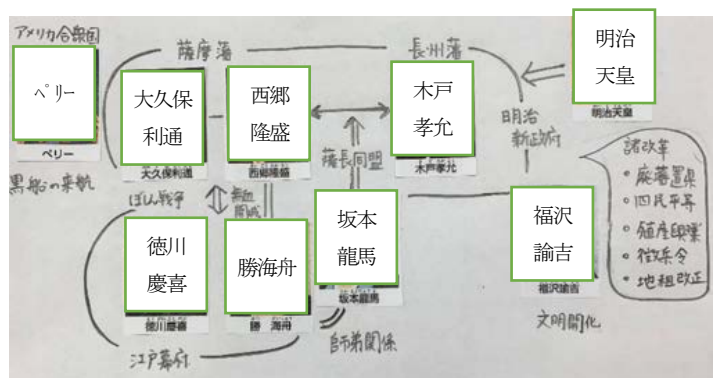 アメリカ合衆国
ペリー
ペリー
黒船の来航
薩摩藩
大久保
利通
大久保利通
西郷
隆盛
西郷隆盛
長州藩
木戸
孝允
木戸孝允
明治
天皇
明治天皇
明治
新政府
薩長同盟
ぼしん戦争
無血
開城
徳川
慶喜
徳川慶喜
勝海舟
勝 海舟
坂本
龍馬
坂本龍馬
江戸幕府
師弟関係
福沢
諭吉
福沢諭吉
文明開化
諸改革
・廃藩置県
・四民平等
・殖産興業
・徴兵令
・地租改正